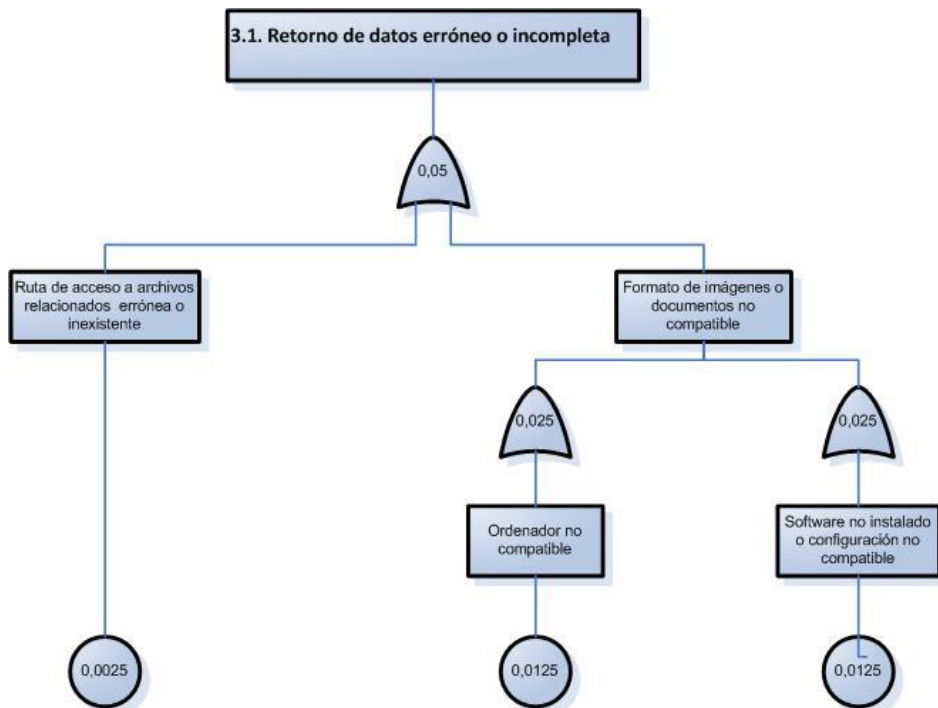 3.1. Retorno de datos erróneo o incompleta
0,05
Ruta de acceso a archivos
relacionados errónea o
inexistente
Formato de imágenes o
documentos no
compatible
0,025
0,025
Ordenador no
compatible
Software no instalado
o configuración no
compatible
0,0025
0,0125
0,0125